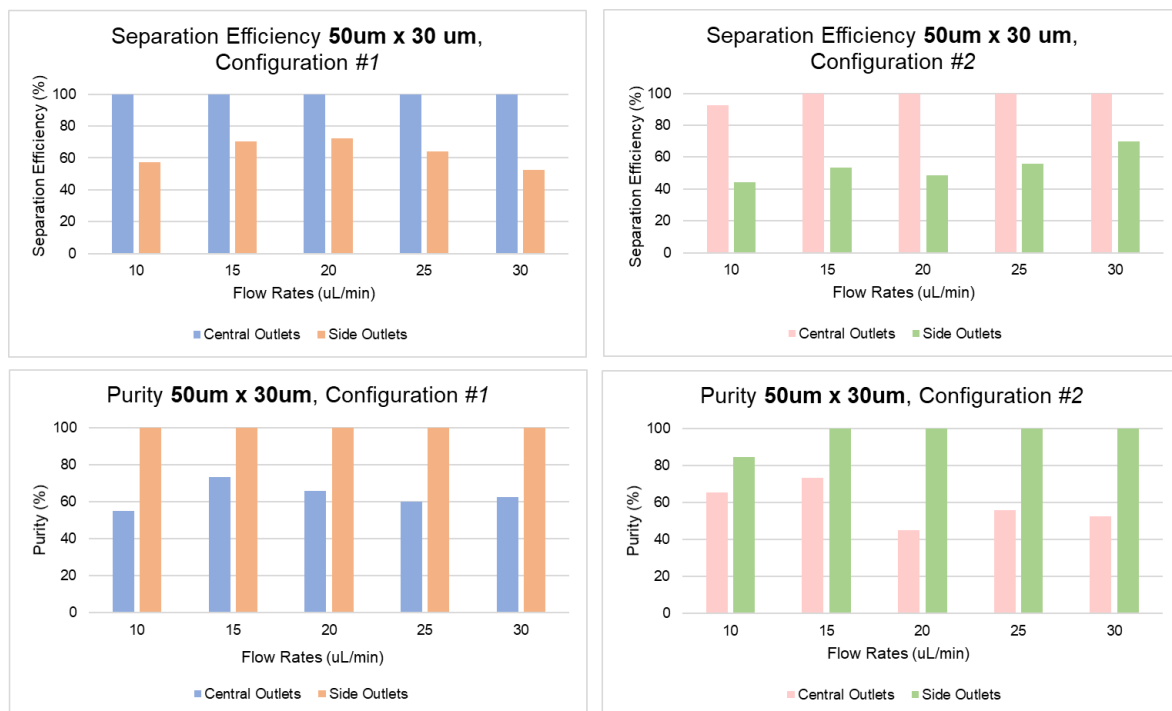 Separation Efficiency 50um x 30 um,
Configuration #1
Separation Efficiency (%)
100
80
60
40
20
0
10 15 20 25 30
Flow Rates (uL/min)
Central Outlets Side Outlets
Separation Efficiency 50um x 30 um,
Configuration #2
Separation Efficiency (%)
100
80
60
40
20
0
10 15 20 25 30
Flow Rates (uL/min)
Central Outlets Side Outlets
Purity 50um x 30um, Configuration #1
Purity (%)
100
80
60
40
20
0
10 15 20 25 30
Flow Rates (uL/min)
Central Outlets Side Outlets
Purity 50um x 30um, Configuration #2
Purity (%)
100
80
60
40
20
0
10 15 20 25 30
Flow Rates (uL/min)
Central Outlets Side Outlets